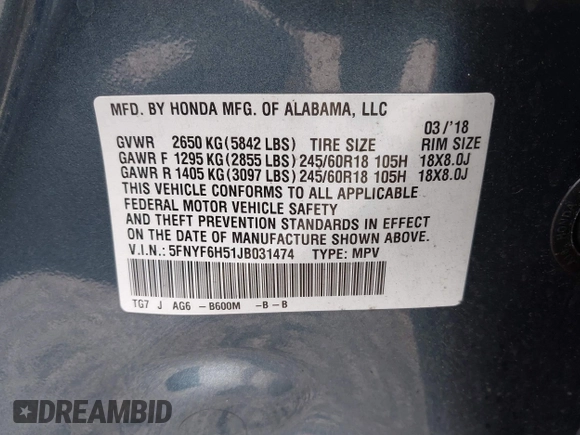 MFD. BY HONDA MFG. OF ALABAMA, LLC
03/'18
GVWR 2650 KG(5842 LBS) TIRE SIZE RIM SIZE
GAWR F 1295 KG(2855 LBS)245/60R18 105H 18X8.0J
GAWR R 1405 KG(3097 LBS)245/60R18 105H 18X8.0J
THIS VEHICLE CONFORMS TO ALL APPLICABLE
FEDERAL MOTOR VEHICLE SAFETY
AND THEFT PREVENTION STANDARDS IN EFFECT
ON THE DATE OF MANUFACTURE SHOWN ABOVE.
V.I.N.: 5FNYF6H51JB031474 TYPE: MPV
TG7 J AG6 -B600M -B-B
DREAMBID